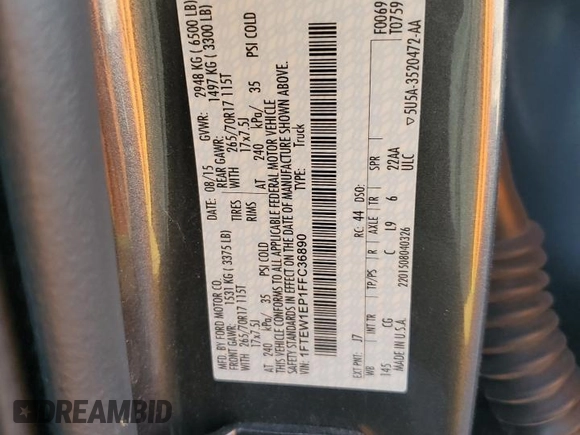 MFD. BY FORD MOTOR CO.
DATE: 08/15
GVWR: 2948 KG ( 6500 LB)
FRONT GAWR: 1531 KG ( 3375 LB)
REAR GAWR: 1497 KG ( 3300 LB)
WITH 265/70R17 115T TIRES
WITH 265/70R17 115T
17x7.5J RIMS
17x7.5J
AT 240 kPa/ 35 PSI COLD
AT 240 kPa/ 35 PSI COLD
THIS VEHICLE CONFORMS TO ALL APPLICABLE FEDERAL MOTOR VEHICLE
SAFETY STANDARDS IN EFFECT ON THE DATE OF MANUFACTURE SHOWN ABOVE.
VIN: 1FTEW1EP1FFC36890
TYPE: Truck
F0069
T0759
EXT PNT: J7 RC: 44 DSO:
WB INT TR TP/PS R AXLE TR SPR
145 CG C L9 6 22AA
ULC
MADE IN U.S.A.
2201508040326
▽5U5A-3520472-AA
DREAMBID